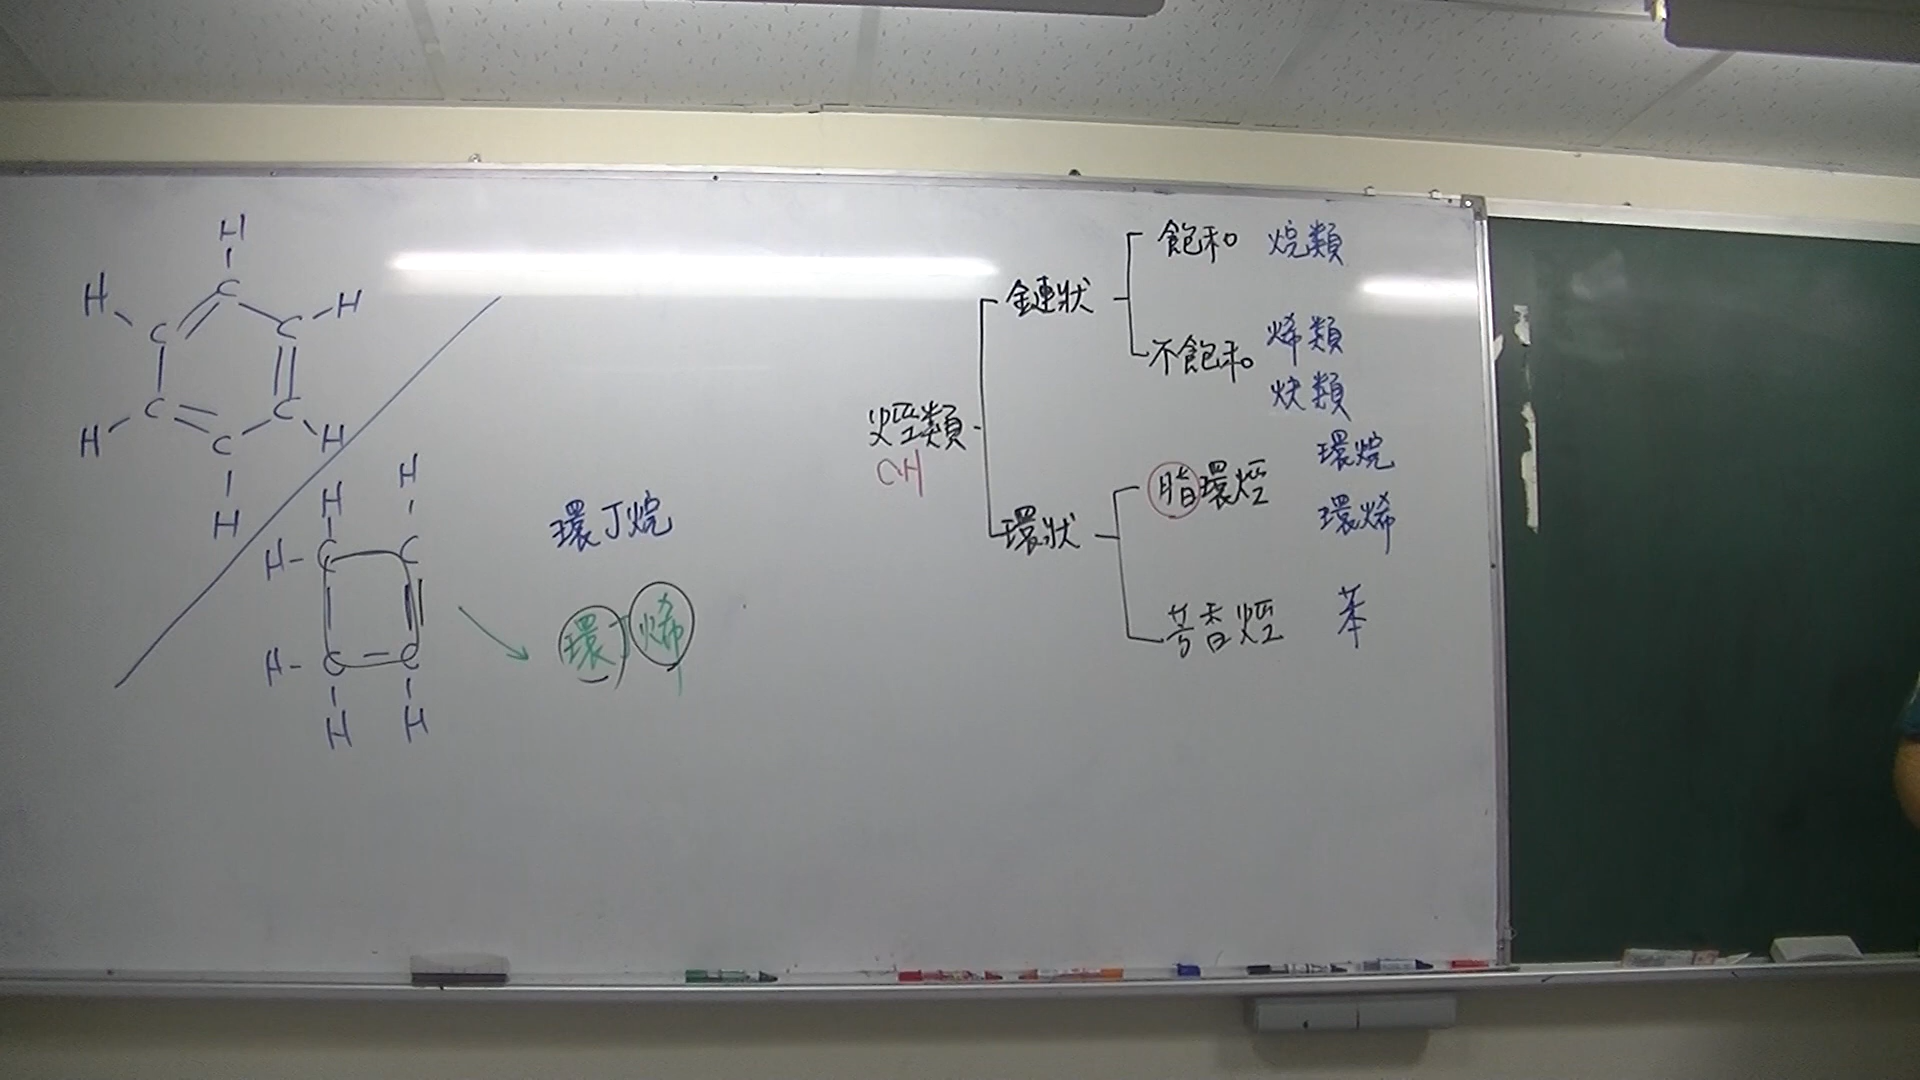 H
H C H
C C
C C
H C H
H
H H
H-C C
H-C C
H H
環丁烷
環丁烯
烴類
CH
鏈狀
飽和 烷類
不飽和 烯類
炔類
環狀
脂環烴 環烷
環烯
芳香烴 苯